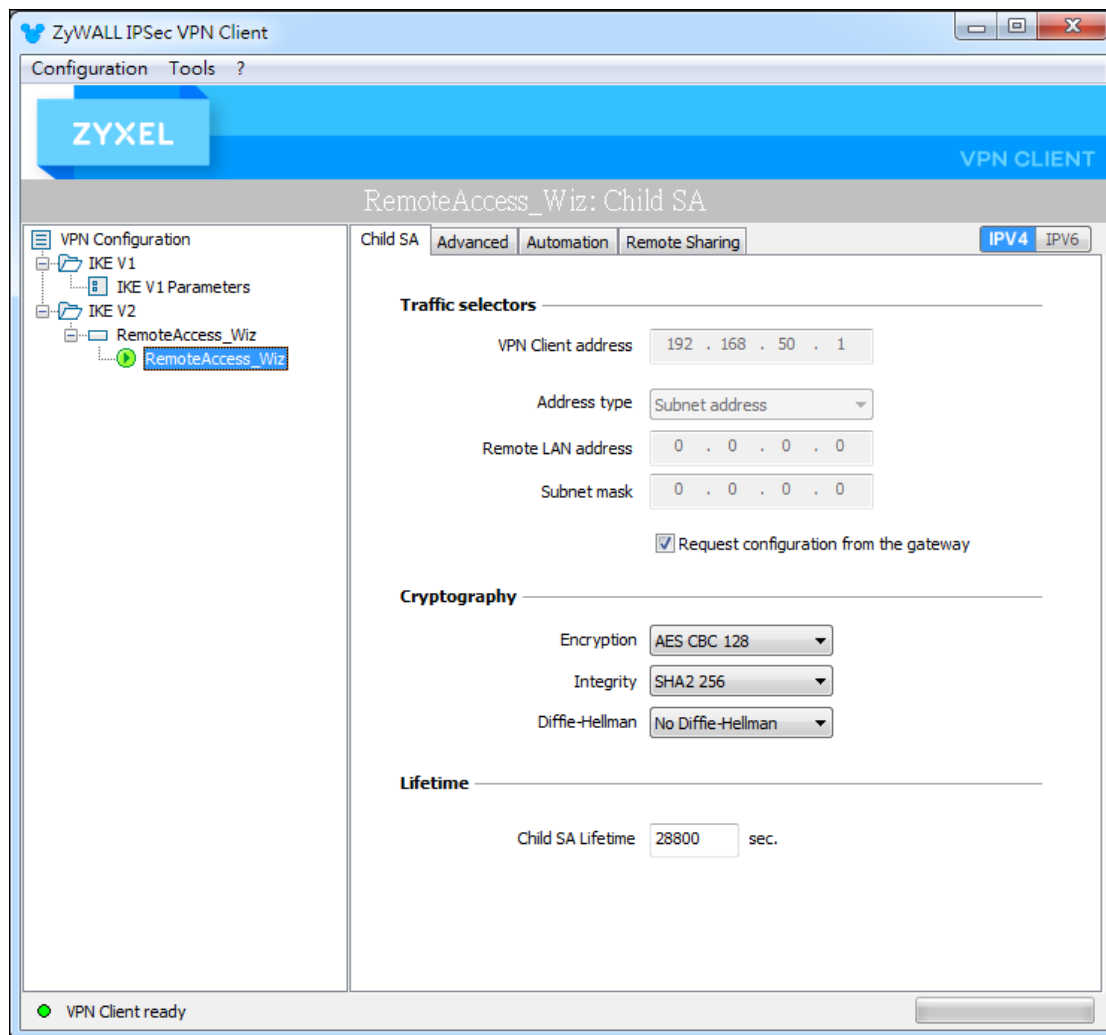 ZyWALL IPSec VPN Client
Configuration Tools ?
ZYXEL
VPN CLIENT
RemoteAccess_Wiz: Child SA
VPN Configuration
IKE V1
IKE V1 Parameters
IKE V2
RemoteAccess_Wiz
RemoteAccess_Wiz
Child SA Advanced Automation Remote Sharing IPV4 IPV6
Traffic selectors
VPN Client address 192 . 168 . 50 . 1
Address type Subnet address
Remote LAN address 0 . 0 . 0 . 0
Subnet mask 0 . 0 . 0 . 0
Request configuration from the gateway
Cryptography
Encryption AES CBC 128
Integrity SHA2 256
Diffie-Hellman No Diffie-Hellman
Lifetime
Child SA Lifetime 28800 sec.
VPN Client ready